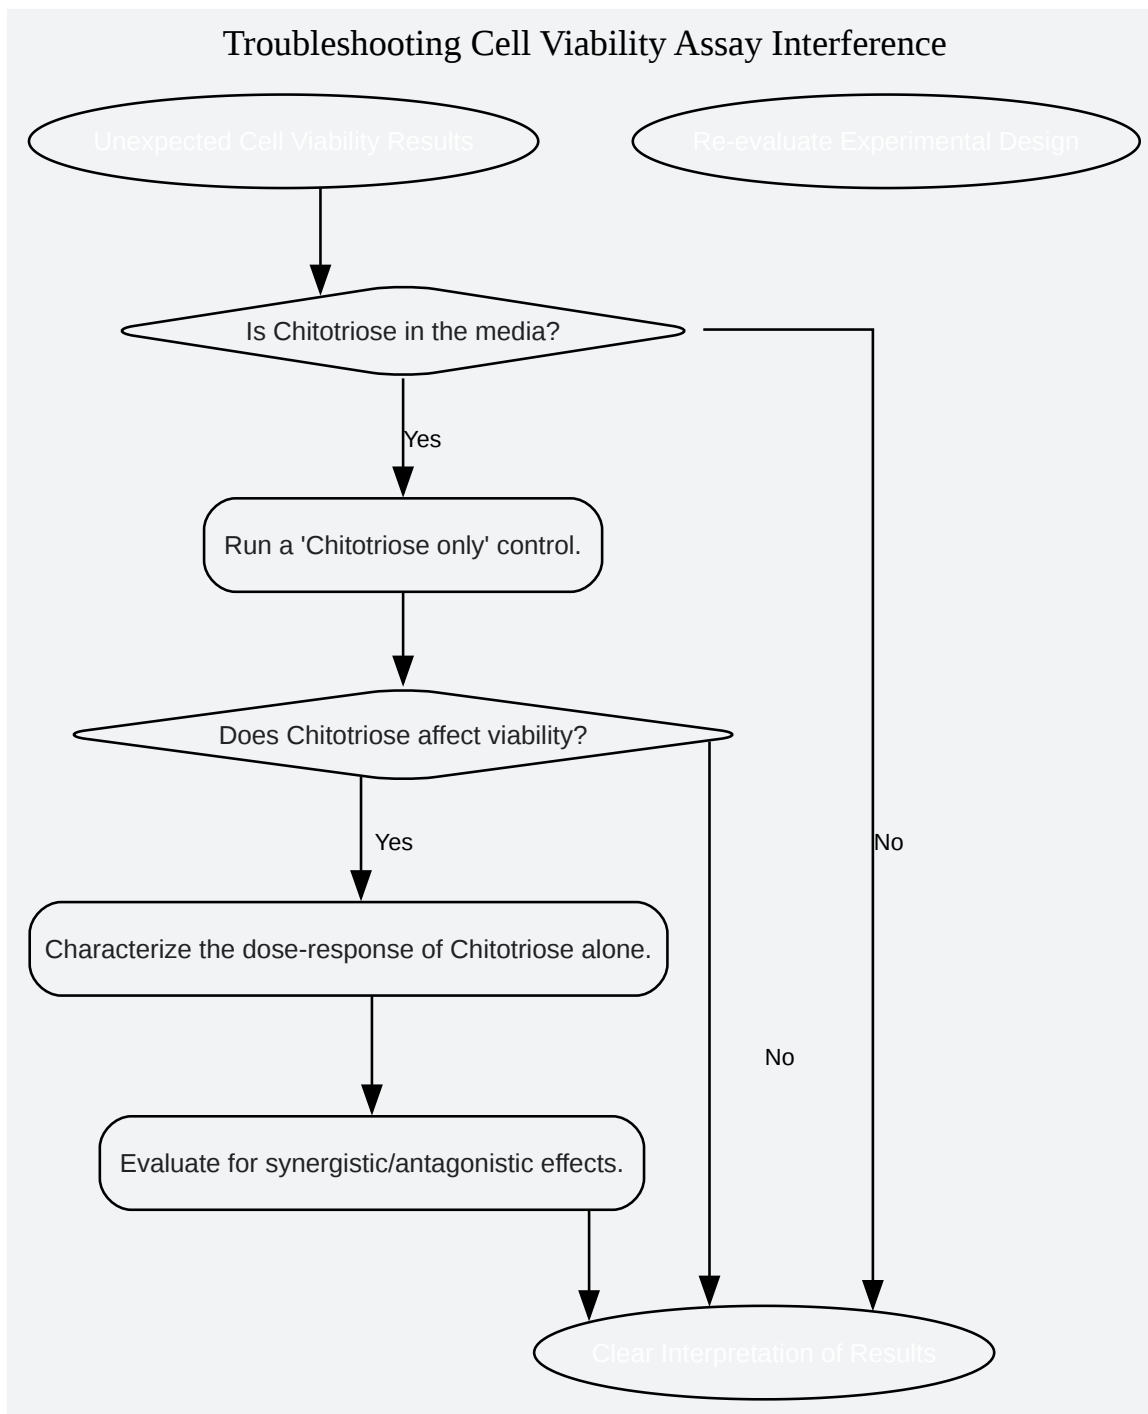 Troubleshooting Cell Viability Assay Interference
Unexpected Cell Viability Results
Re-evaluate Experimental Design
Is Chitotriose in the media?
Yes
Run a 'Chitotriose only' control.
Does Chitotriose affect viability?
Yes
No
Characterize the dose-response of Chitotriose alone.
No
Evaluate for synergistic/antagonistic effects.
Clear Interpretation of Results